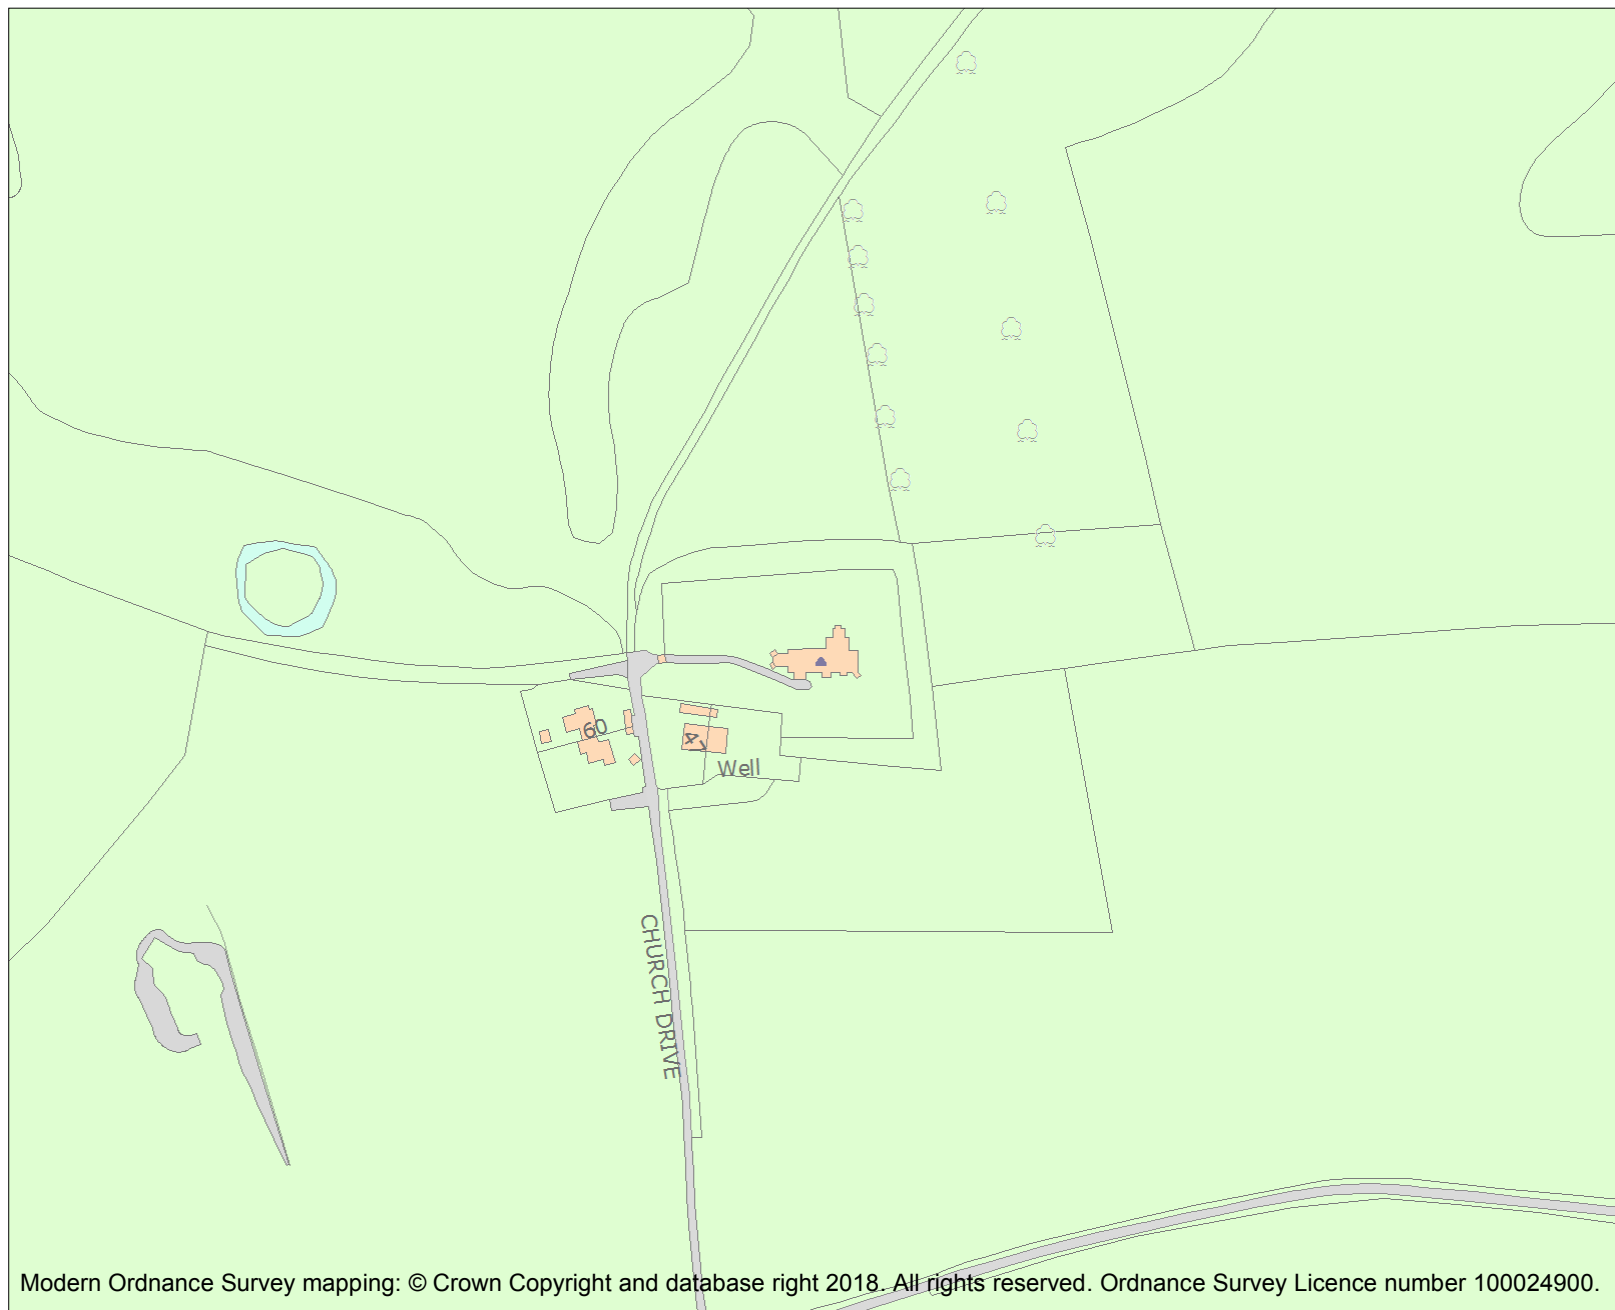 60
47
Well
CHURCH DRIVE
Modern Ordnance Survey mapping: © Crown Copyright and database right 2018. All rights reserved. Ordnance Survey Licence number 100024900.